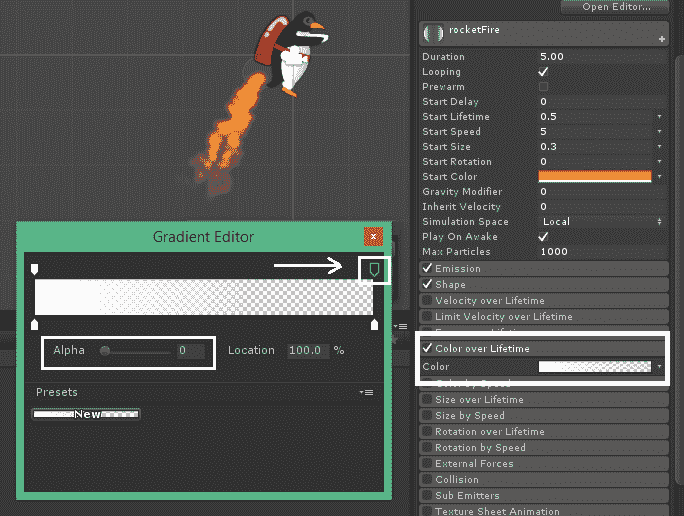 Open Editor...
rocketFire
Duration 5.00
Looping
Prewarm
Start Delay 0
Start Lifetime 0.5
Start Speed 5
Start Size 0.3
Start Rotation 0
Start Color
Gravity Modifier 0
Inherit Velocity 0
Simulation Space Local
Play On Awake
Max Particles 1000
Emission
Shape
Velocity over Lifetime
Limit Velocity over Lifetime
Color over Lifetime
Color
Color by Speed
Size over Lifetime
Size by Speed
Rotation over Lifetime
Rotation by Speed
External Forces
Collision
Sub Emitters
Texture Sheet Animation
Gradient Editor
x
Alpha 0 Location 100.0 %
Presets
New